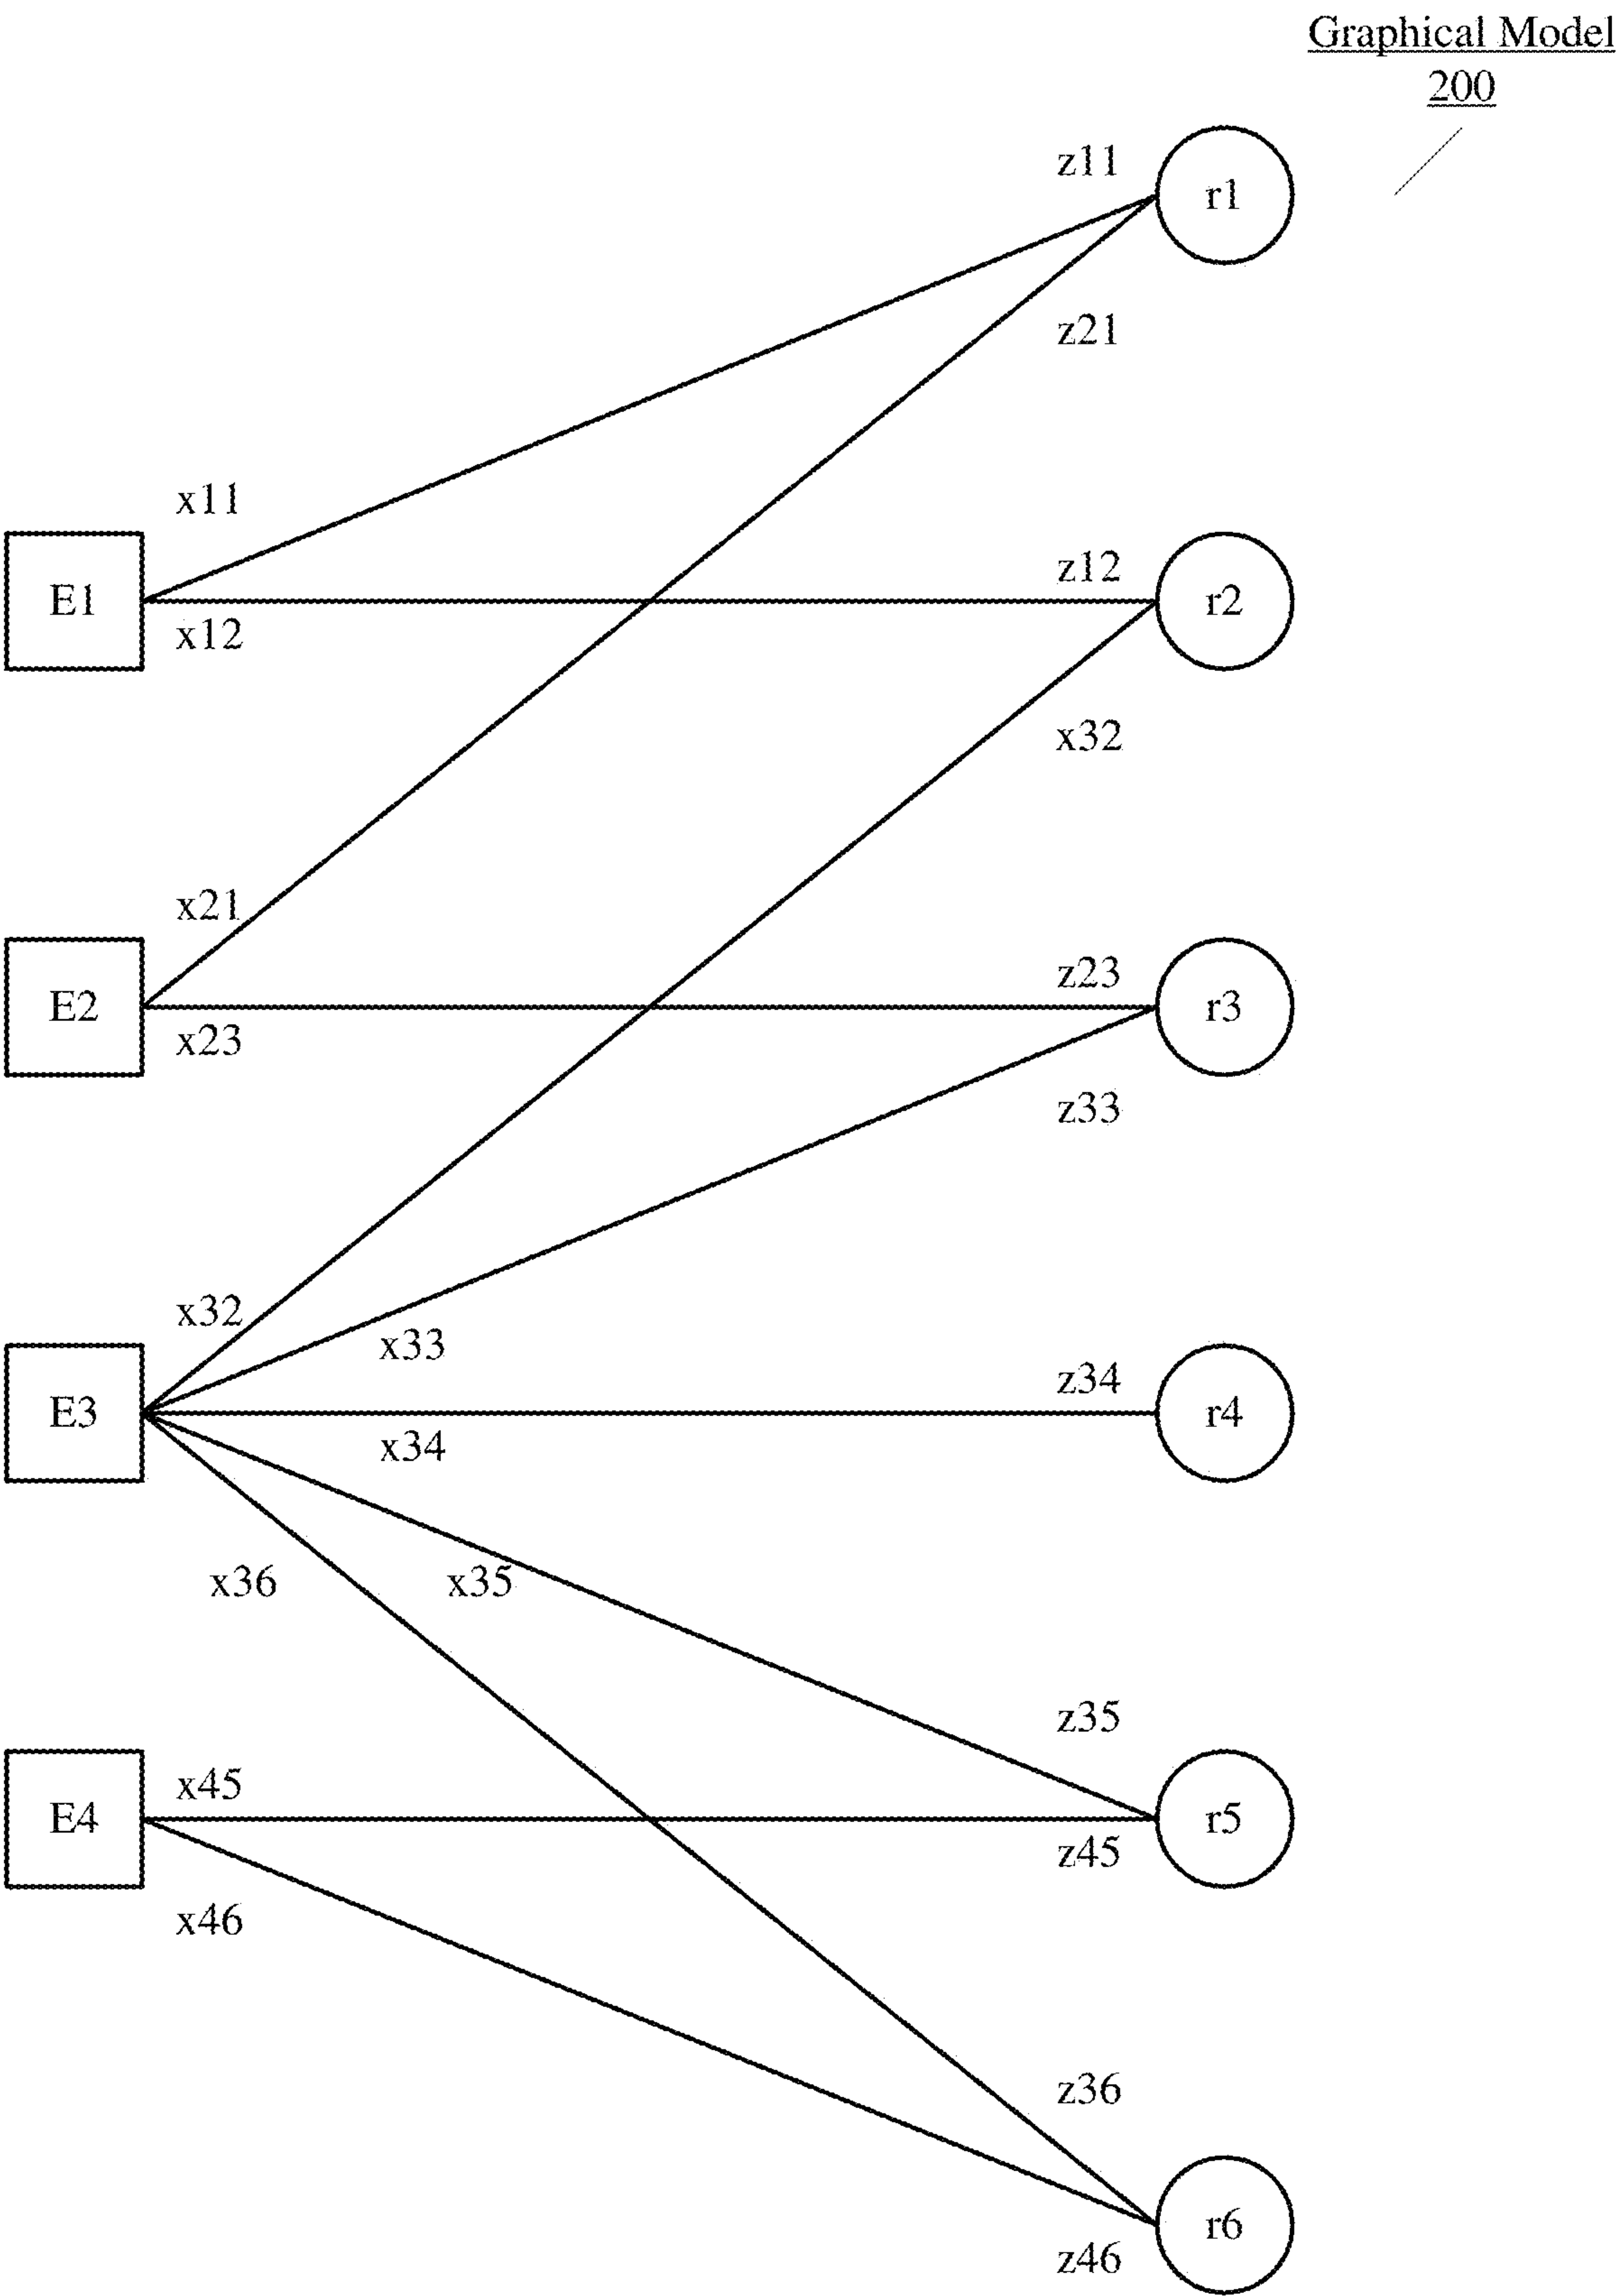 Graphical Model
200
z11
r1
z21
x11
E1
x12
z12
r2
x32
x21
E2
x23
z23
r3
z33
x32
x33
E3
x34
z34
r4
x36
x35
z35
x45
E4
r5
z45
x46
z36
r6
z46